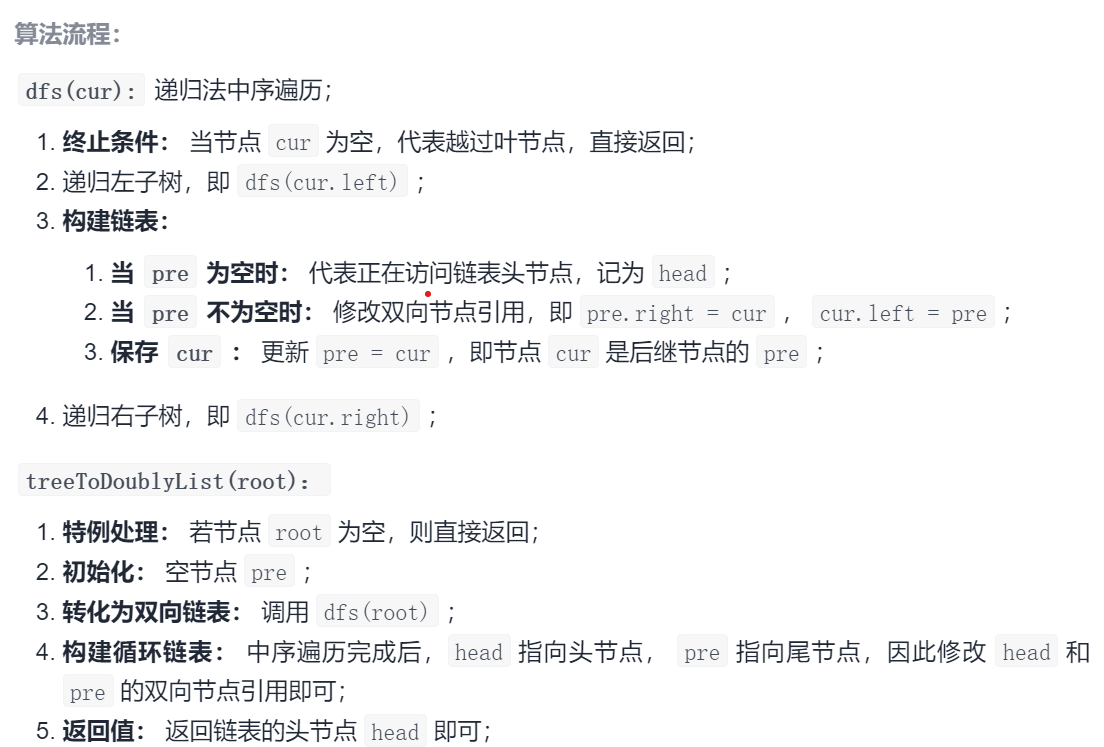 算法流程：
dfs(cur): 递归法中序遍历；
1. 终止条件： 当节点 cur 为空，代表越过叶节点，直接返回；
2. 递归左子树，即 dfs(cur.left) ；
3. 构建链表：
1. 当 pre 为空时： 代表正在访问链表头节点，记为 head ；
2. 当 pre 不为空时： 修改双向节点引用，即 pre.right = cur ， cur.left = pre ；
3. 保存 cur ： 更新 pre = cur ，即节点 cur 是后继节点的 pre ；
4. 递归右子树，即 dfs(cur.right) ；
treeToDoublyList(root):
1. 特例处理： 若节点 root 为空，则直接返回；
2. 初始化： 空节点 pre ；
3. 转化为双向链表： 调用 dfs(root) ；
4. 构建循环链表： 中序遍历完成后， head 指向头节点， pre 指向尾节点，因此修改 head 和
pre 的双向节点引用即可；
5. 返回值： 返回链表的头节点 head 即可；